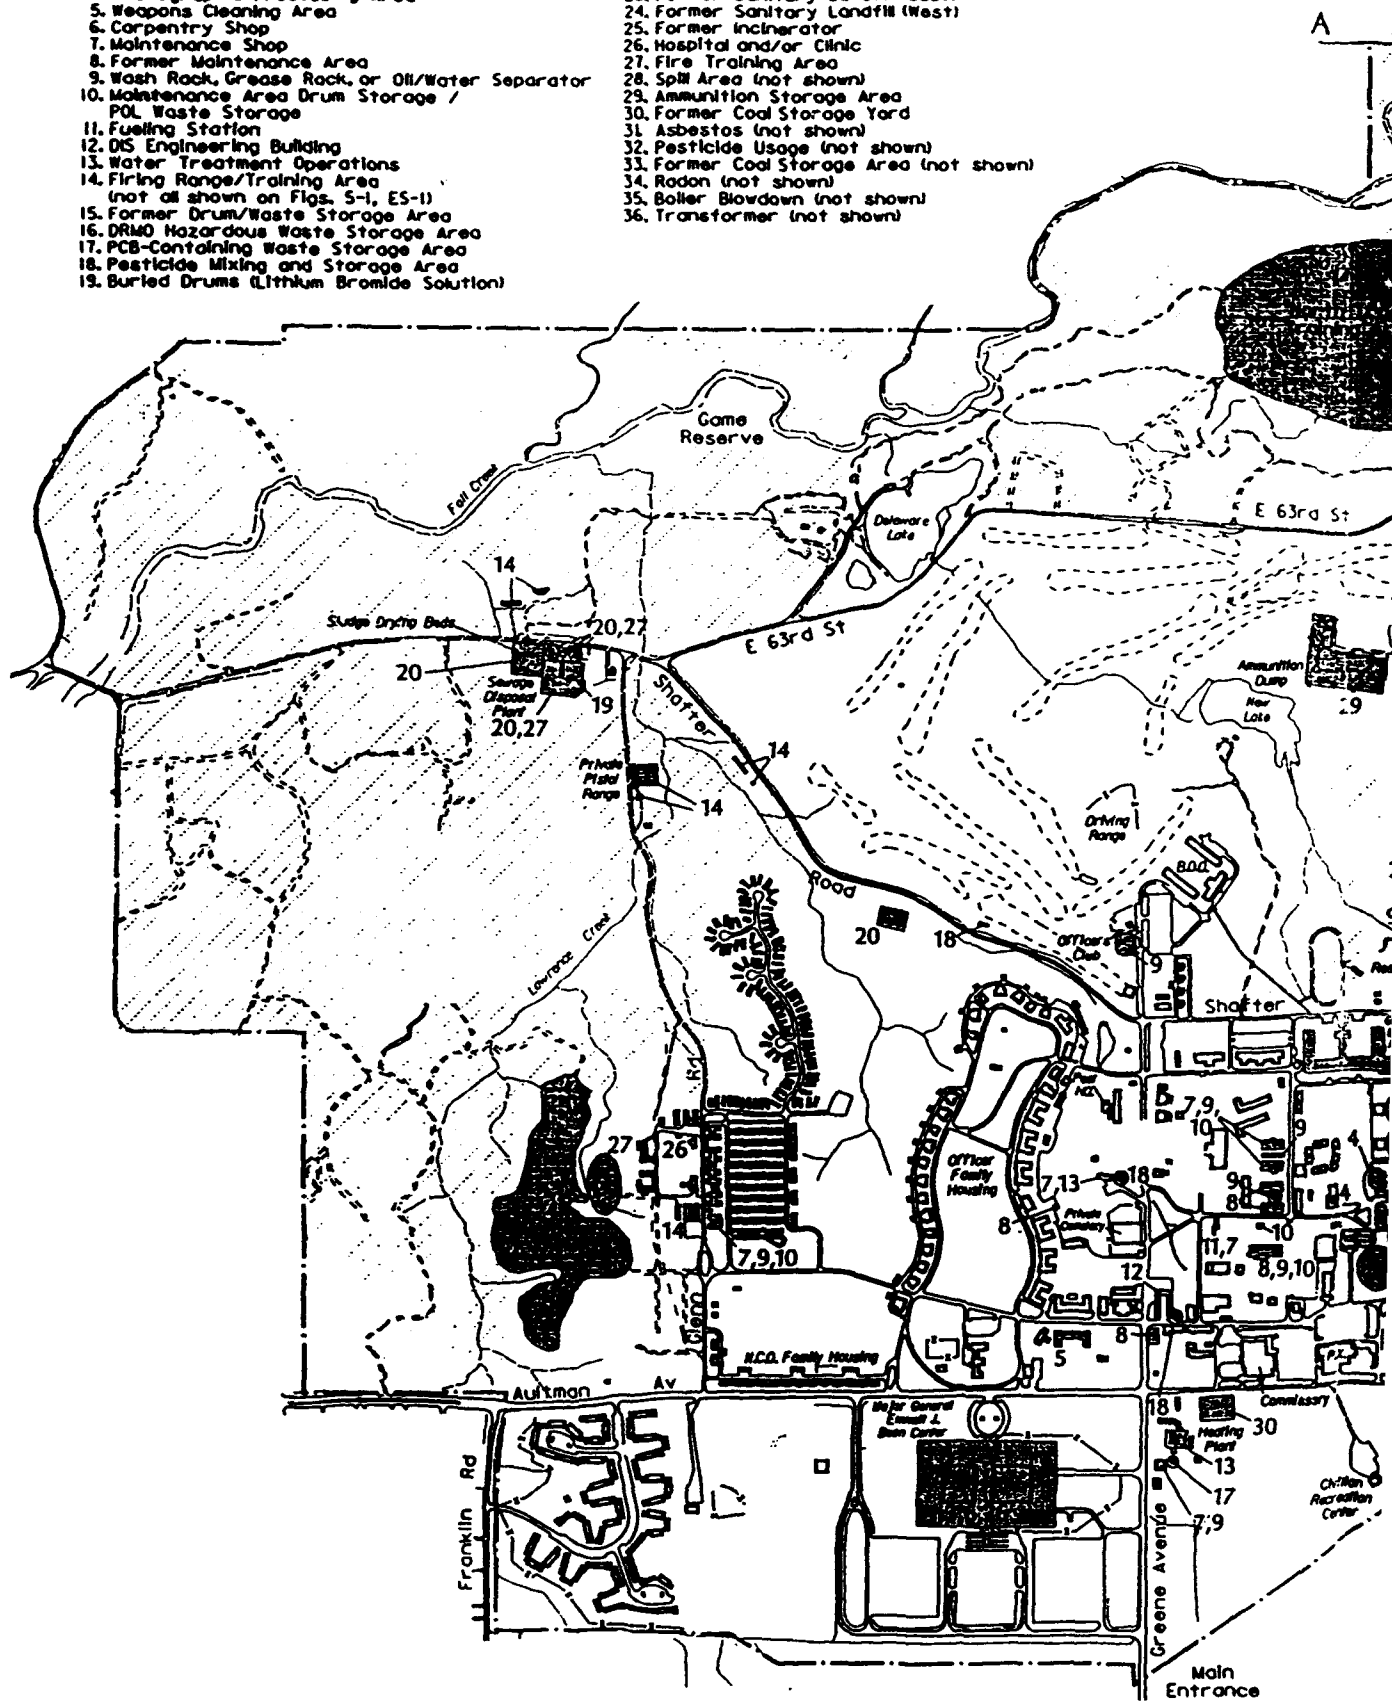 5. Weapons Cleaning Area
6. Carpentry Shop
7. Maintenance Shop
8. Former Maintenance Area
9. Wash Rack, Grease Rack, or Oil/Water Separator
10. Maintenance Area Drum Storage /
POL Waste Storage
11. Fueling Station
12. DIS Engineering Building
13. Water Treatment Operations
14. Firing Range/Training Area
(not all shown on Figs. 5-1, ES-1)
15. Former Drum/Waste Storage Area
16. DRMO Hazardous Waste Storage Area
17. PCB-Containing Waste Storage Area
18. Pesticide Mixing and Storage Area
19. Buried Drums (Lithium Bromide Solution)
24. Former Sanitary Landfill (West)
25. Former Incinerator
26. Hospital and/or Clinic
27. Fire Training Area
28. Spill Area (not shown)
29. Ammunition Storage Area
30. Former Coal Storage Yard
31. Asbestos (not shown)
32. Pesticide Usage (not shown)
33. Former Coal Storage Area (not shown)
34. Radon (not shown)
35. Boiler Blowdown (not shown)
36. Transformer (not shown)
A
Game
Reserve
Fall Creek
Delaware
Lake
E 63rd St
14
Sludge Drying Beds
20,27
E 63rd St
20
Sewage
Disposal
Plant
20,27
19
Shafter
Ammunition
Dump
29
New
Lake
14
Private
Pistol
Range
14
Driving
Range
B.O.Q.
Road
20
18
Officers
Club
9
Lawrence Creek
Shafter
Rd
Post
HQ.
7,9,
10
9
4
27
26
Officer
Family
Housing
7,13
18
9
8
4
Private
Cemetery
8
14
7,9,10
11,7
10
12
8,9,10
Glenn
5
8
P.X.
N.C.O. Family Housing
Aultman
Av
Major General
Emmett J.
Bean Center
18
Commissary
30
Heating
Plant
13
17
7,9
Civilian
Recreation
Center
Franklin Rd
Greene Avenue
Main
Entrance